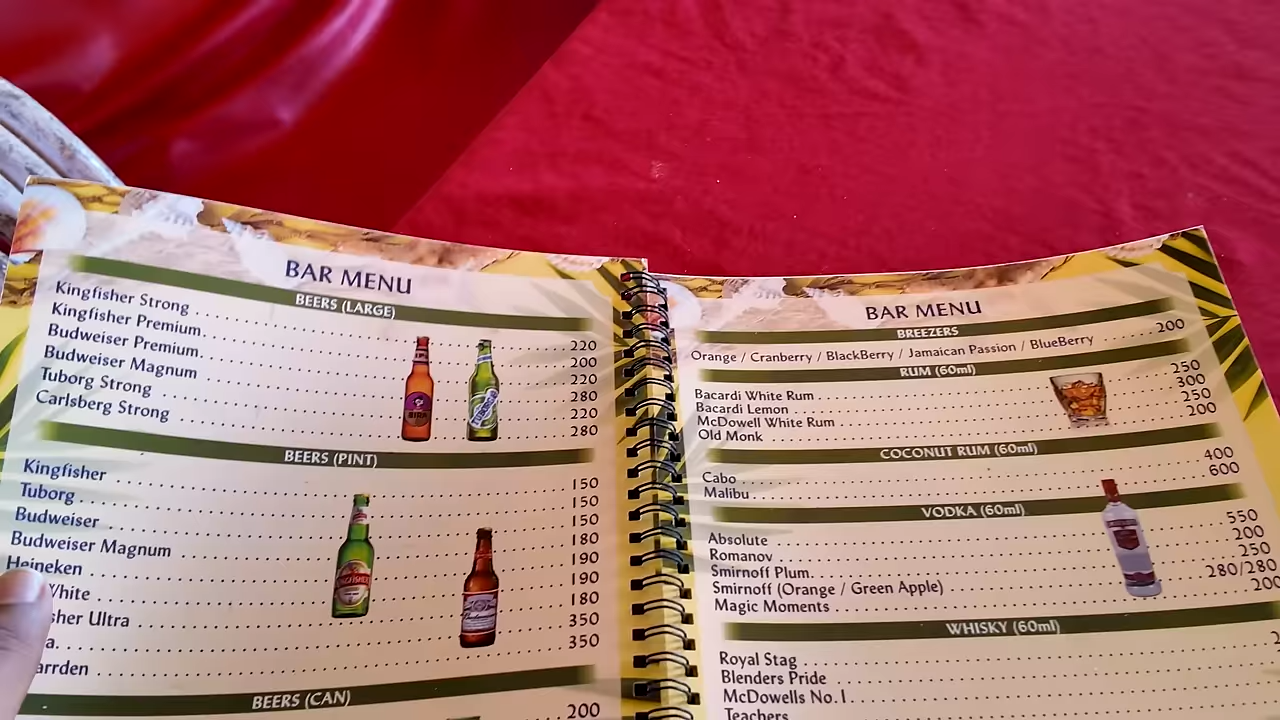 BAR MENU
BEERS (LARGE)
Kingfisher Strong 220
Kingfisher Premium 200
Budweiser Premium 220
Budweiser Magnum 280
Tuborg Strong 220
Carlsberg Strong 280
BEERS (PINT)
Kingfisher 150
Tuborg 150
Budweiser 150
Budweiser Magnum 180
Heineken 190
White 190
sher Ultra 180
a. 350
arrden 350
BEERS (CAN)
200
BAR MENU
BREEZERS
Orange / Cranberry / BlackBerry / Jamaican Passion / BlueBerry 200
RUM (60ml)
Bacardi White Rum 250
Bacardi Lemon 300
McDowell White Rum 250
Old Monk 200
COCONUT RUM (60ml)
Cabo 400
Malibu 600
VODKA (60ml)
Absolute 550
Romanov 200
Smirnoff Plum 250
Smirnoff (Orange / Green Apple) 280/280
Magic Moments 200
WHISKY (60ml)
Royal Stag 2
Blenders Pride
McDowells No.1
Teachers